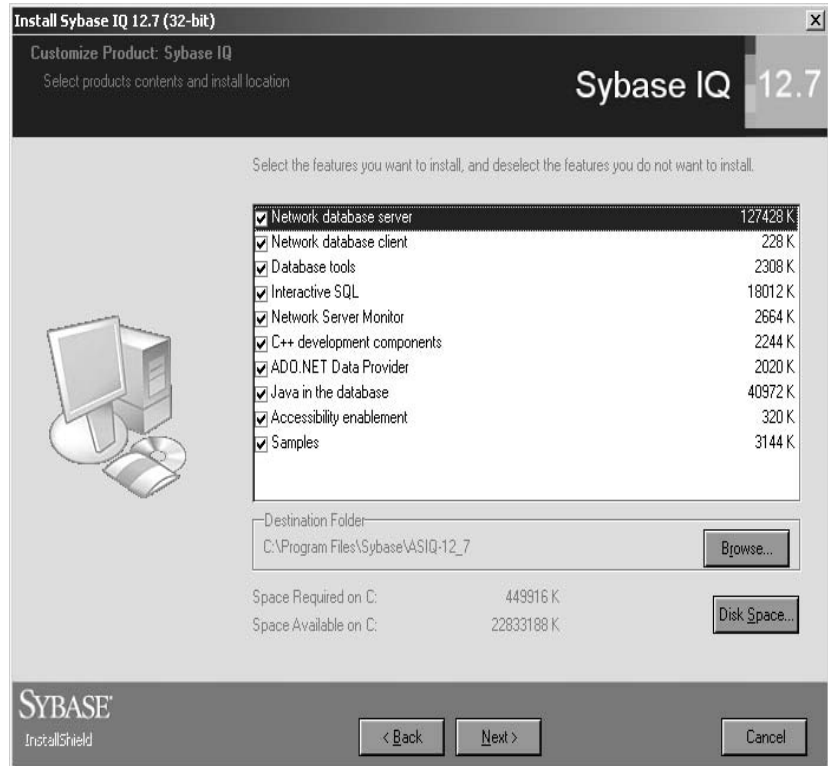 Install Sybase IQ 12.7 (32-bit)
Customize Product: Sybase IQ
Select products contents and install location
Sybase IQ 12.7
Select the features you want to install, and deselect the features you do not want to install.
Network database server 127428 K
Network database client 228 K
Database tools 2308 K
Interactive SQL 18012 K
Network Server Monitor 2664 K
C++ development components 2244 K
ADO.NET Data Provider 2020 K
Java in the database 40972 K
Accessibility enablement 320 K
Samples 3144 K
Destination Folder
C:\Program Files\Sybase\ASIQ-12_7
Browse...
Space Required on C: 449916 K
Space Available on C: 22833188 K
Disk Space...
SYBASE
InstallShield
< Back
Next >
Cancel